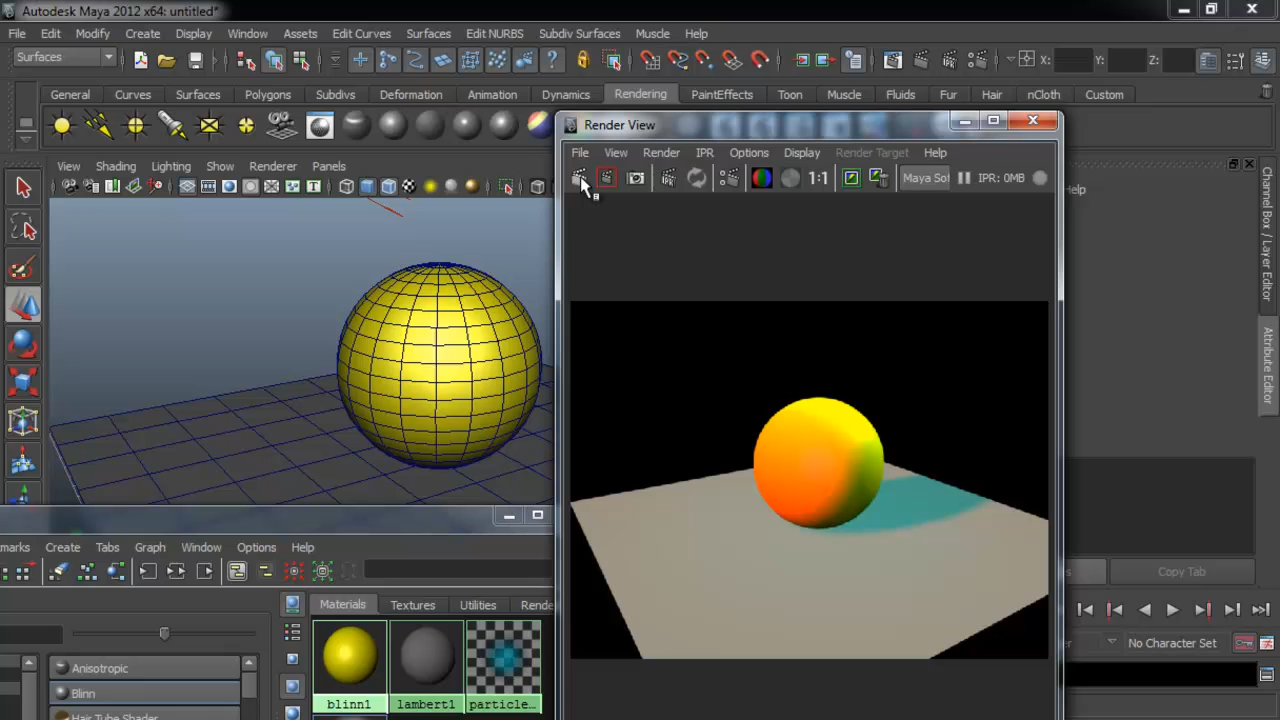 Autodesk Maya 2012 x64: untitled*
File Edit Modify Create Display Window Assets Edit Curves Surfaces Edit NURBS Subdiv Surfaces Muscle Help
Surfaces X: Y: Z:
General Curves Surfaces Polygons Subdivs Deformation Animation Dynamics Rendering PaintEffects Toon Muscle Fluids Fur Hair nCloth Custom
Render View
View Shading Lighting Show Renderer Panels
File View Render IPR Options Display Render Target Help
1:1 Maya Sof IPR: 0MB
Help
Channel Box / Layer Editor
Attribute Editor
marks Create Tabs Graph Window Options Help
Copy Tab
Materials Textures Utilities Rende
No Character Set
Anisotropic
Blinn
blinn1 lambert1 particle...
Hair Tube Shader